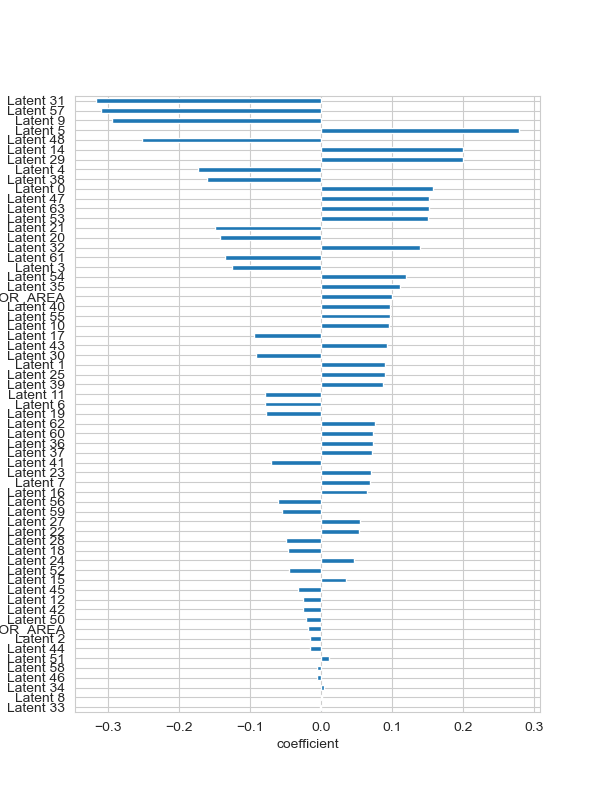 Latent 31
Latent 57
Latent 9
Latent 5
Latent 48
Latent 14
Latent 29
Latent 4
Latent 38
Latent 0
Latent 47
Latent 63
Latent 53
Latent 21
Latent 20
Latent 32
Latent 61
Latent 3
Latent 54
Latent 35
OR_AREA
Latent 40
Latent 55
Latent 10
Latent 17
Latent 43
Latent 30
Latent 1
Latent 25
Latent 39
Latent 11
Latent 6
Latent 19
Latent 62
Latent 60
Latent 36
Latent 37
Latent 41
Latent 23
Latent 7
Latent 16
Latent 56
Latent 59
Latent 27
Latent 22
Latent 28
Latent 18
Latent 24
Latent 52
Latent 15
Latent 45
Latent 12
Latent 42
Latent 50
OR_AREA
Latent 2
Latent 44
Latent 51
Latent 58
Latent 46
Latent 34
Latent 8
Latent 33
−0.3 −0.2 −0.1 0.0 0.1 0.2 0.3
coefficient